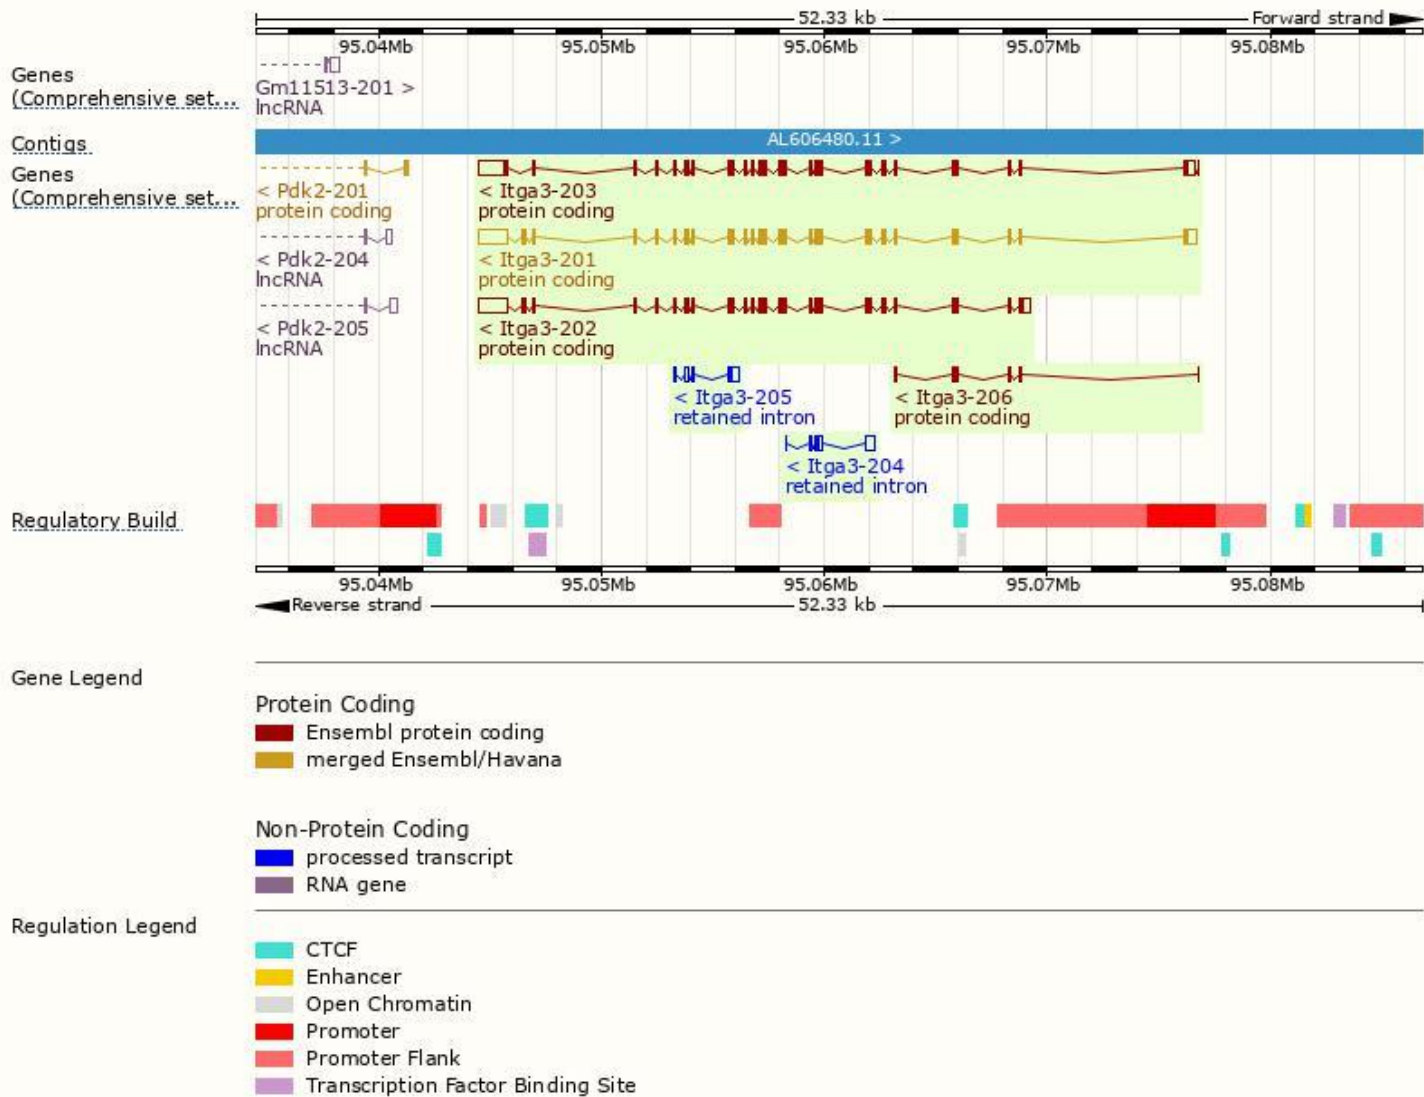 52.33 kb
Forward strand
95.04Mb 95.05Mb 95.06Mb 95.07Mb 95.08Mb
Genes
(Comprehensive set...
Gm11513-201 >
lncRNA
Contigs
AL606480.11 >
Genes
(Comprehensive set...
< Pdk2-201
protein coding
< Itga3-203
protein coding
< Pdk2-204
lncRNA
< Itga3-201
protein coding
< Pdk2-205
lncRNA
< Itga3-202
protein coding
< Itga3-205
retained intron
< Itga3-206
protein coding
< Itga3-204
retained intron
Regulatory Build
95.04Mb 95.05Mb 95.06Mb 95.07Mb 95.08Mb
Reverse strand
52.33 kb
Gene Legend
Protein Coding
Ensembl protein coding
merged Ensembl/Havana
Non-Protein Coding
processed transcript
RNA gene
Regulation Legend
CTCF
Enhancer
Open Chromatin
Promoter
Promoter Flank
Transcription Factor Binding Site